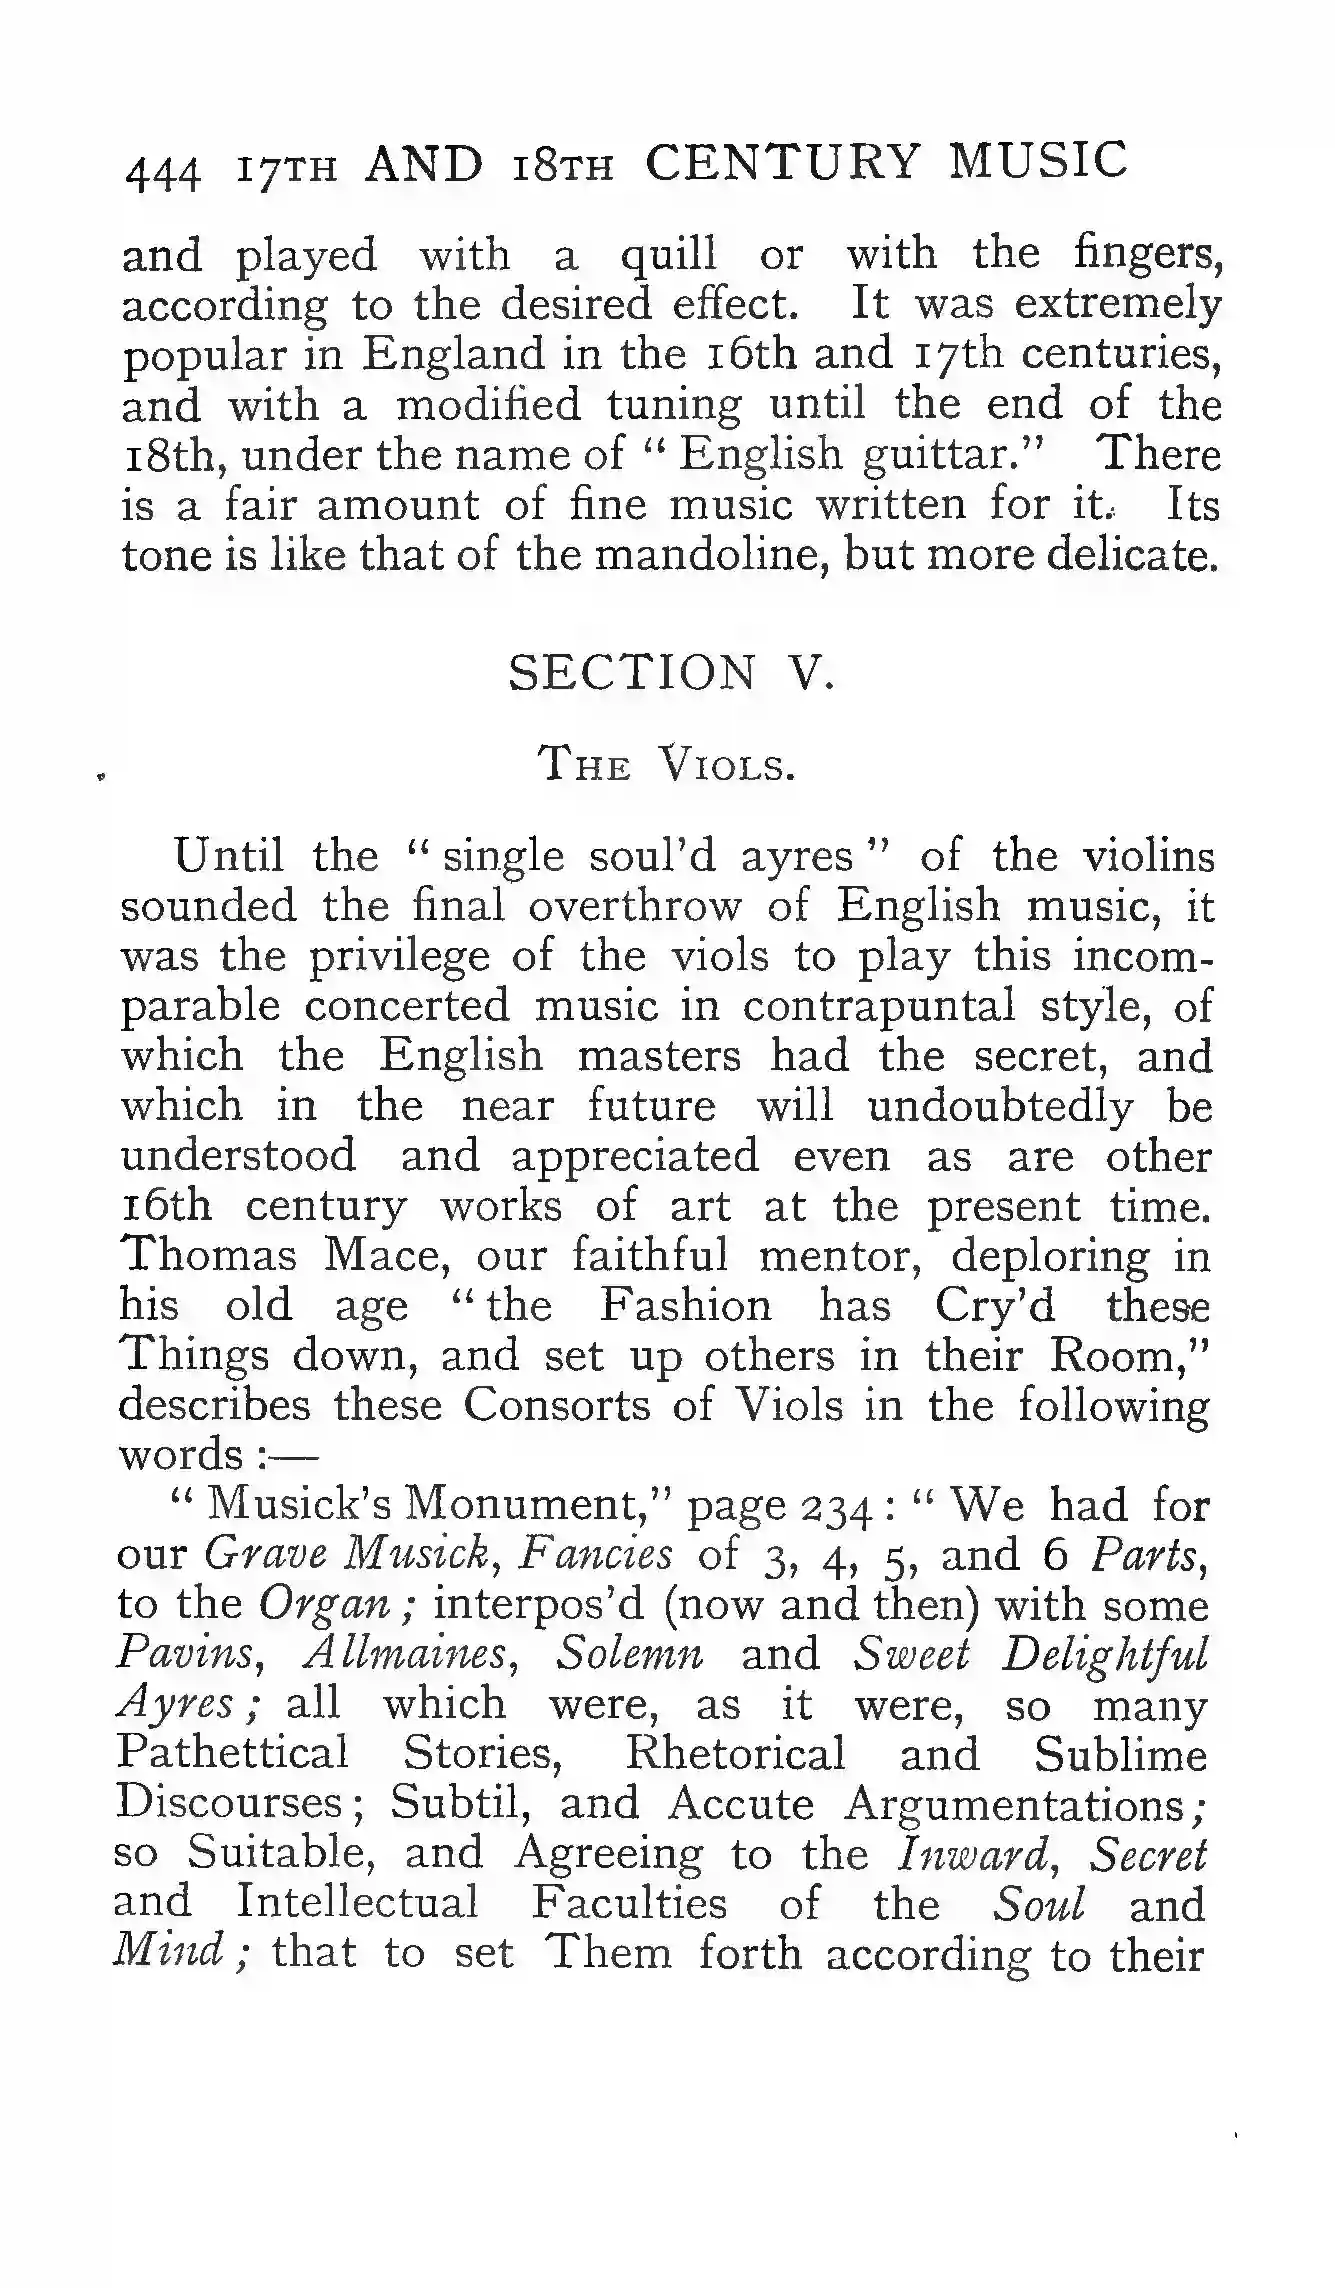 444 17TH AND 18TH CENTURY MUSIC
and played with a quill or with the fingers,
according to the desired effect. It was extremely
popular in England in the 16th and 17th centuries,
and with a modified tuning until the end of the
18th, under the name of “ English guittar.” There
is a fair amount of fine music written for it. Its
tone is like that of the mandoline, but more delicate.
SECTION V.
THE VIOLS.
Until the “ single soul’d ayres ” of the violins
sounded the final overthrow of English music, it
was the privilege of the viols to play this incom-
parable concerted music in contrapuntal style, of
which the English masters had the secret, and
which in the near future will undoubtedly be
understood and appreciated even as are other
16th century works of art at the present time.
Thomas Mace, our faithful mentor, deploring in
his old age “ the Fashion has Cry’d these
Things down, and set up others in their Room,”
describes these Consorts of Viols in the following
words :—
“ Musick’s Monument,” page 234 : “ We had for
our Grave Musick, Fancies of 3, 4, 5, and 6 Parts,
to the Organ ; interpos’d (now and then) with some
Pavins, Allmaines, Solemn and Sweet Delightful
Ayres ; all which were, as it were, so many
Pathettical Stories, Rhetorical and Sublime
Discourses ; Subtil, and Accute Argumentations ;
so Suitable, and Agreeing to the Inward, Secret
and Intellectual Faculties of the Soul and
Mind ; that to set Them forth according to their